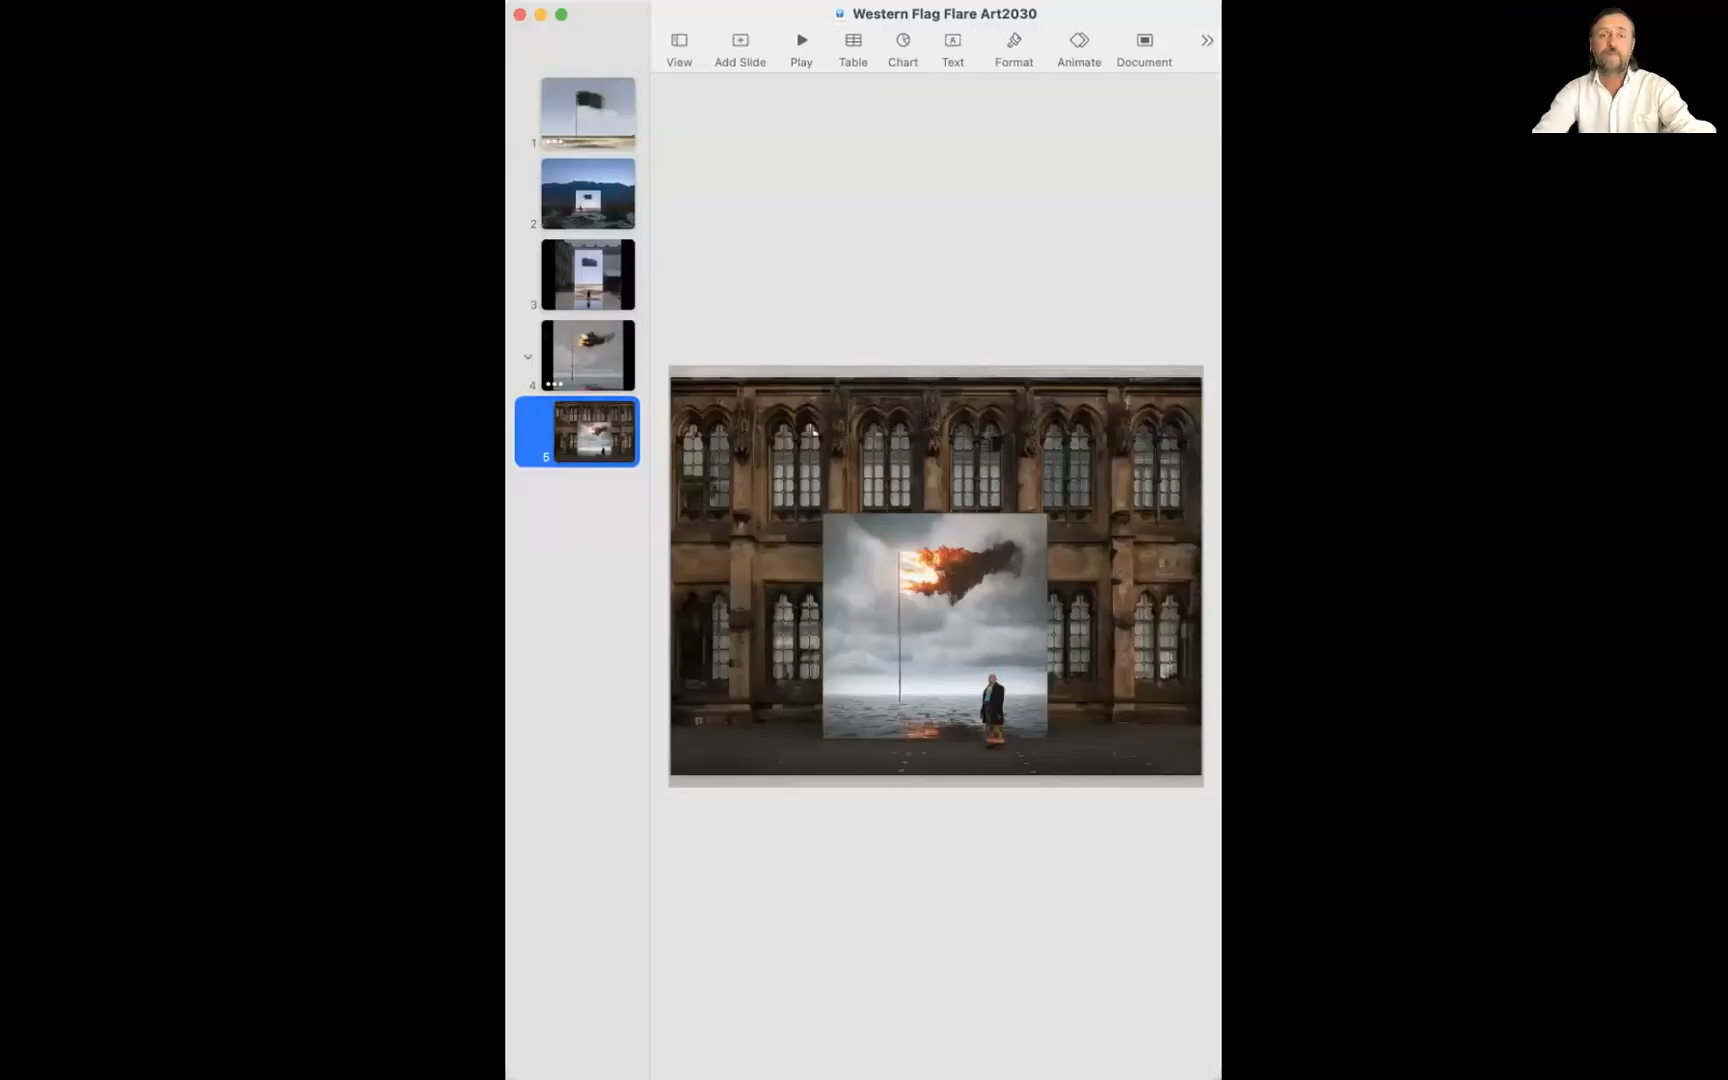 Western Flag Flare Art2030
View Add Slide Play Table Chart Text Format Animate Document
1
2
3
4
5